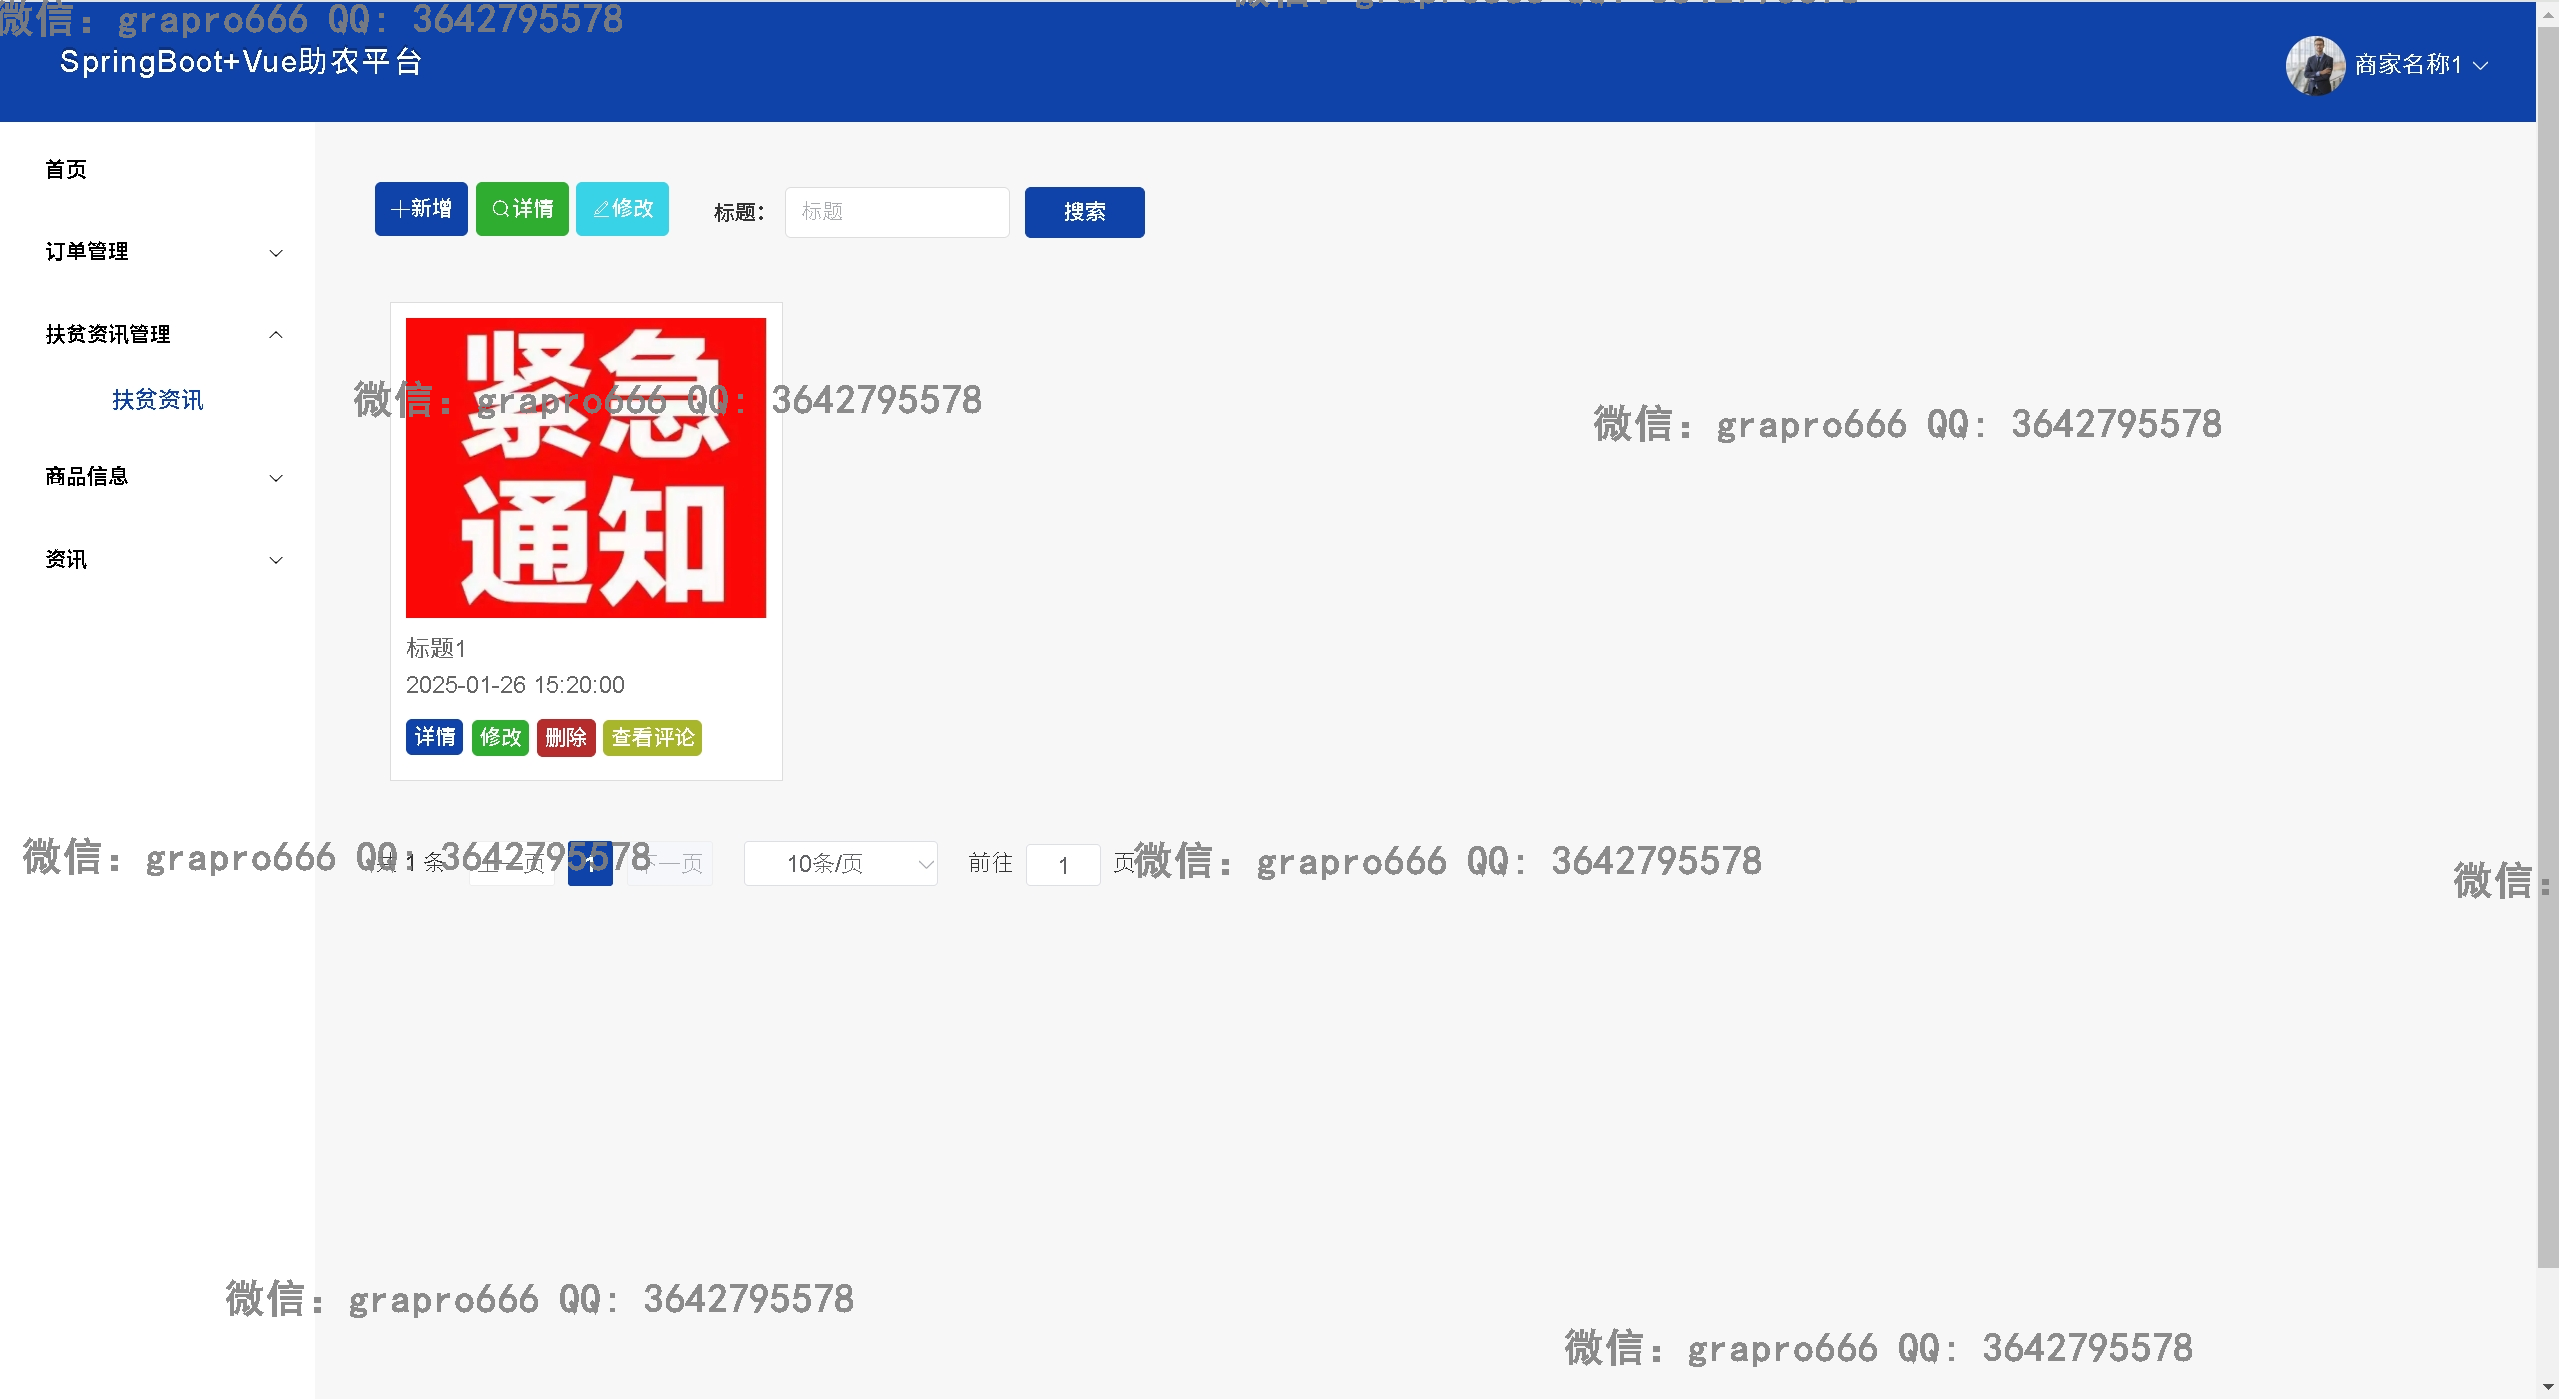 微信: grapro666 QQ: 3642795578
SpringBoot+Vue助农平台
商家名称1
首页
订单管理
扶贫资讯管理
扶贫资讯
商品信息
资讯
新增
详情
修改
标题:
标题
搜索
紧急
通知
微信: grapro666 QQ: 3642795578
微信: grapro666 QQ: 3642795578
标题1
2025-01-26 15:20:00
详情
修改
删除
查看评论
微信: grapro666 QQ: 3642795578
共 1 条
上一页
1
下一页
10条/页
前往
1
页
微信: grapro666 QQ: 3642795578
微信:
微信: grapro666 QQ: 3642795578
微信: grapro666 QQ: 3642795578